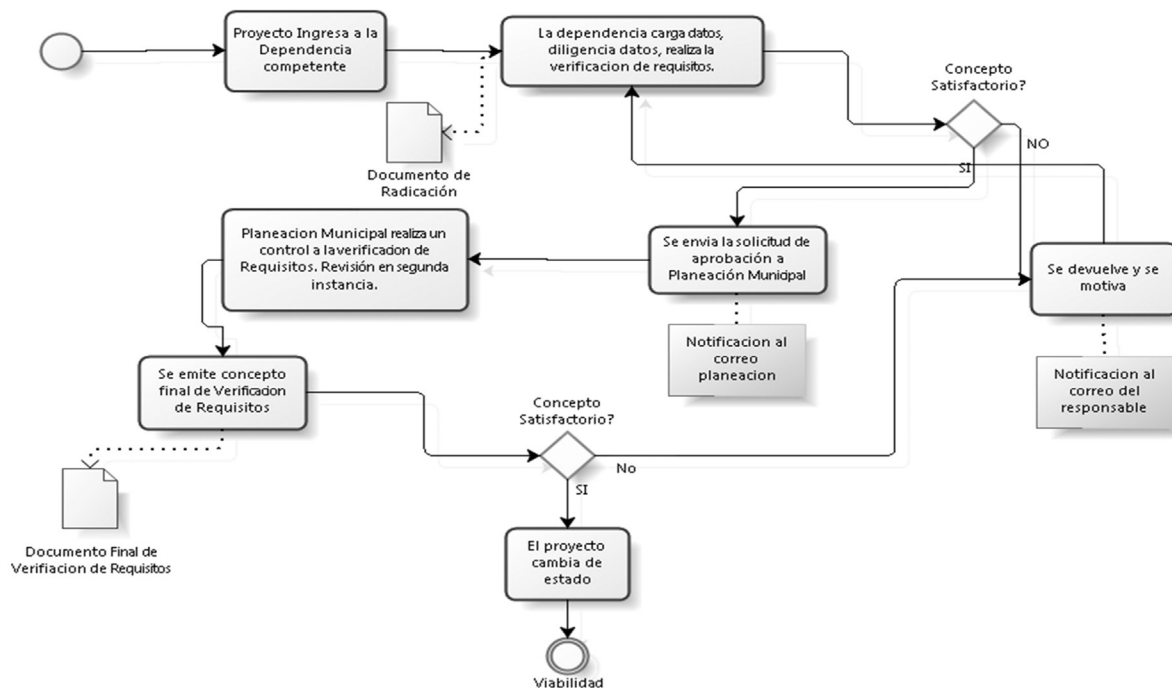 Proyecto Ingresa a la
Dependencia
competente
La dependencia carga datos,
diligencia datos, realiza la
verificacion de requisitos.
Concepto
Satisfactorio?
NO
SI
Documento de
Radicación
Planeacion Municipal realiza un
control a laverificacion de
Requisitos. Revisión en segunda
instancia.
Se envia la solicitud de
aprobación a
Planeación Municipal
Se devuelve y se
motiva
Notificacion al
correo
planeacion
Notificacion al
correo del
responsable
Se emite concepto
final de Verificacion
de Requisitos
Concepto
Satisfactorio?
No
SI
Documento Final de
Verifiacion de Requisitos
El proyecto
cambia de
estado
Viabilidad